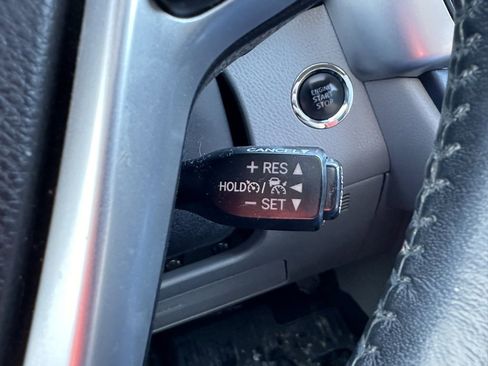 ENGINE
START
STOP
CANCEL
+ RES ▲
HOLD / ◀
− SET ▼